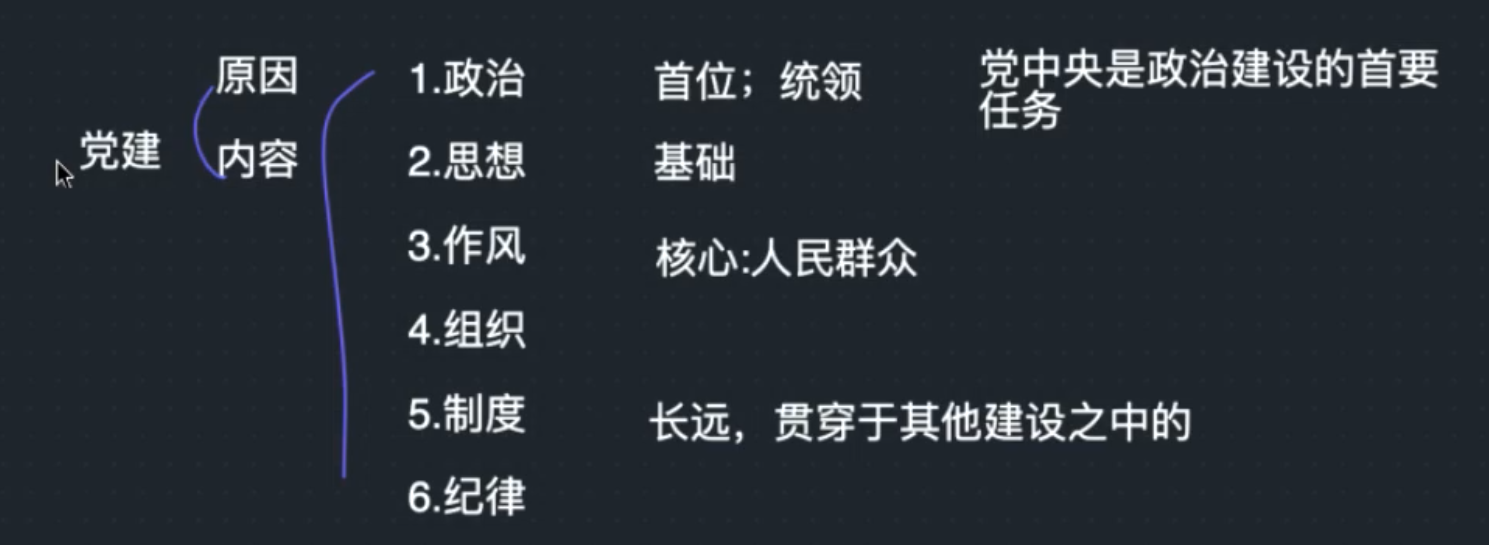 党建
原因
内容
1.政治
首位；统领
党中央是政治建设的首要
任务
2.思想
基础
3.作风
核心:人民群众
4.组织
5.制度
长远，贯穿于其他建设之中的
6.纪律